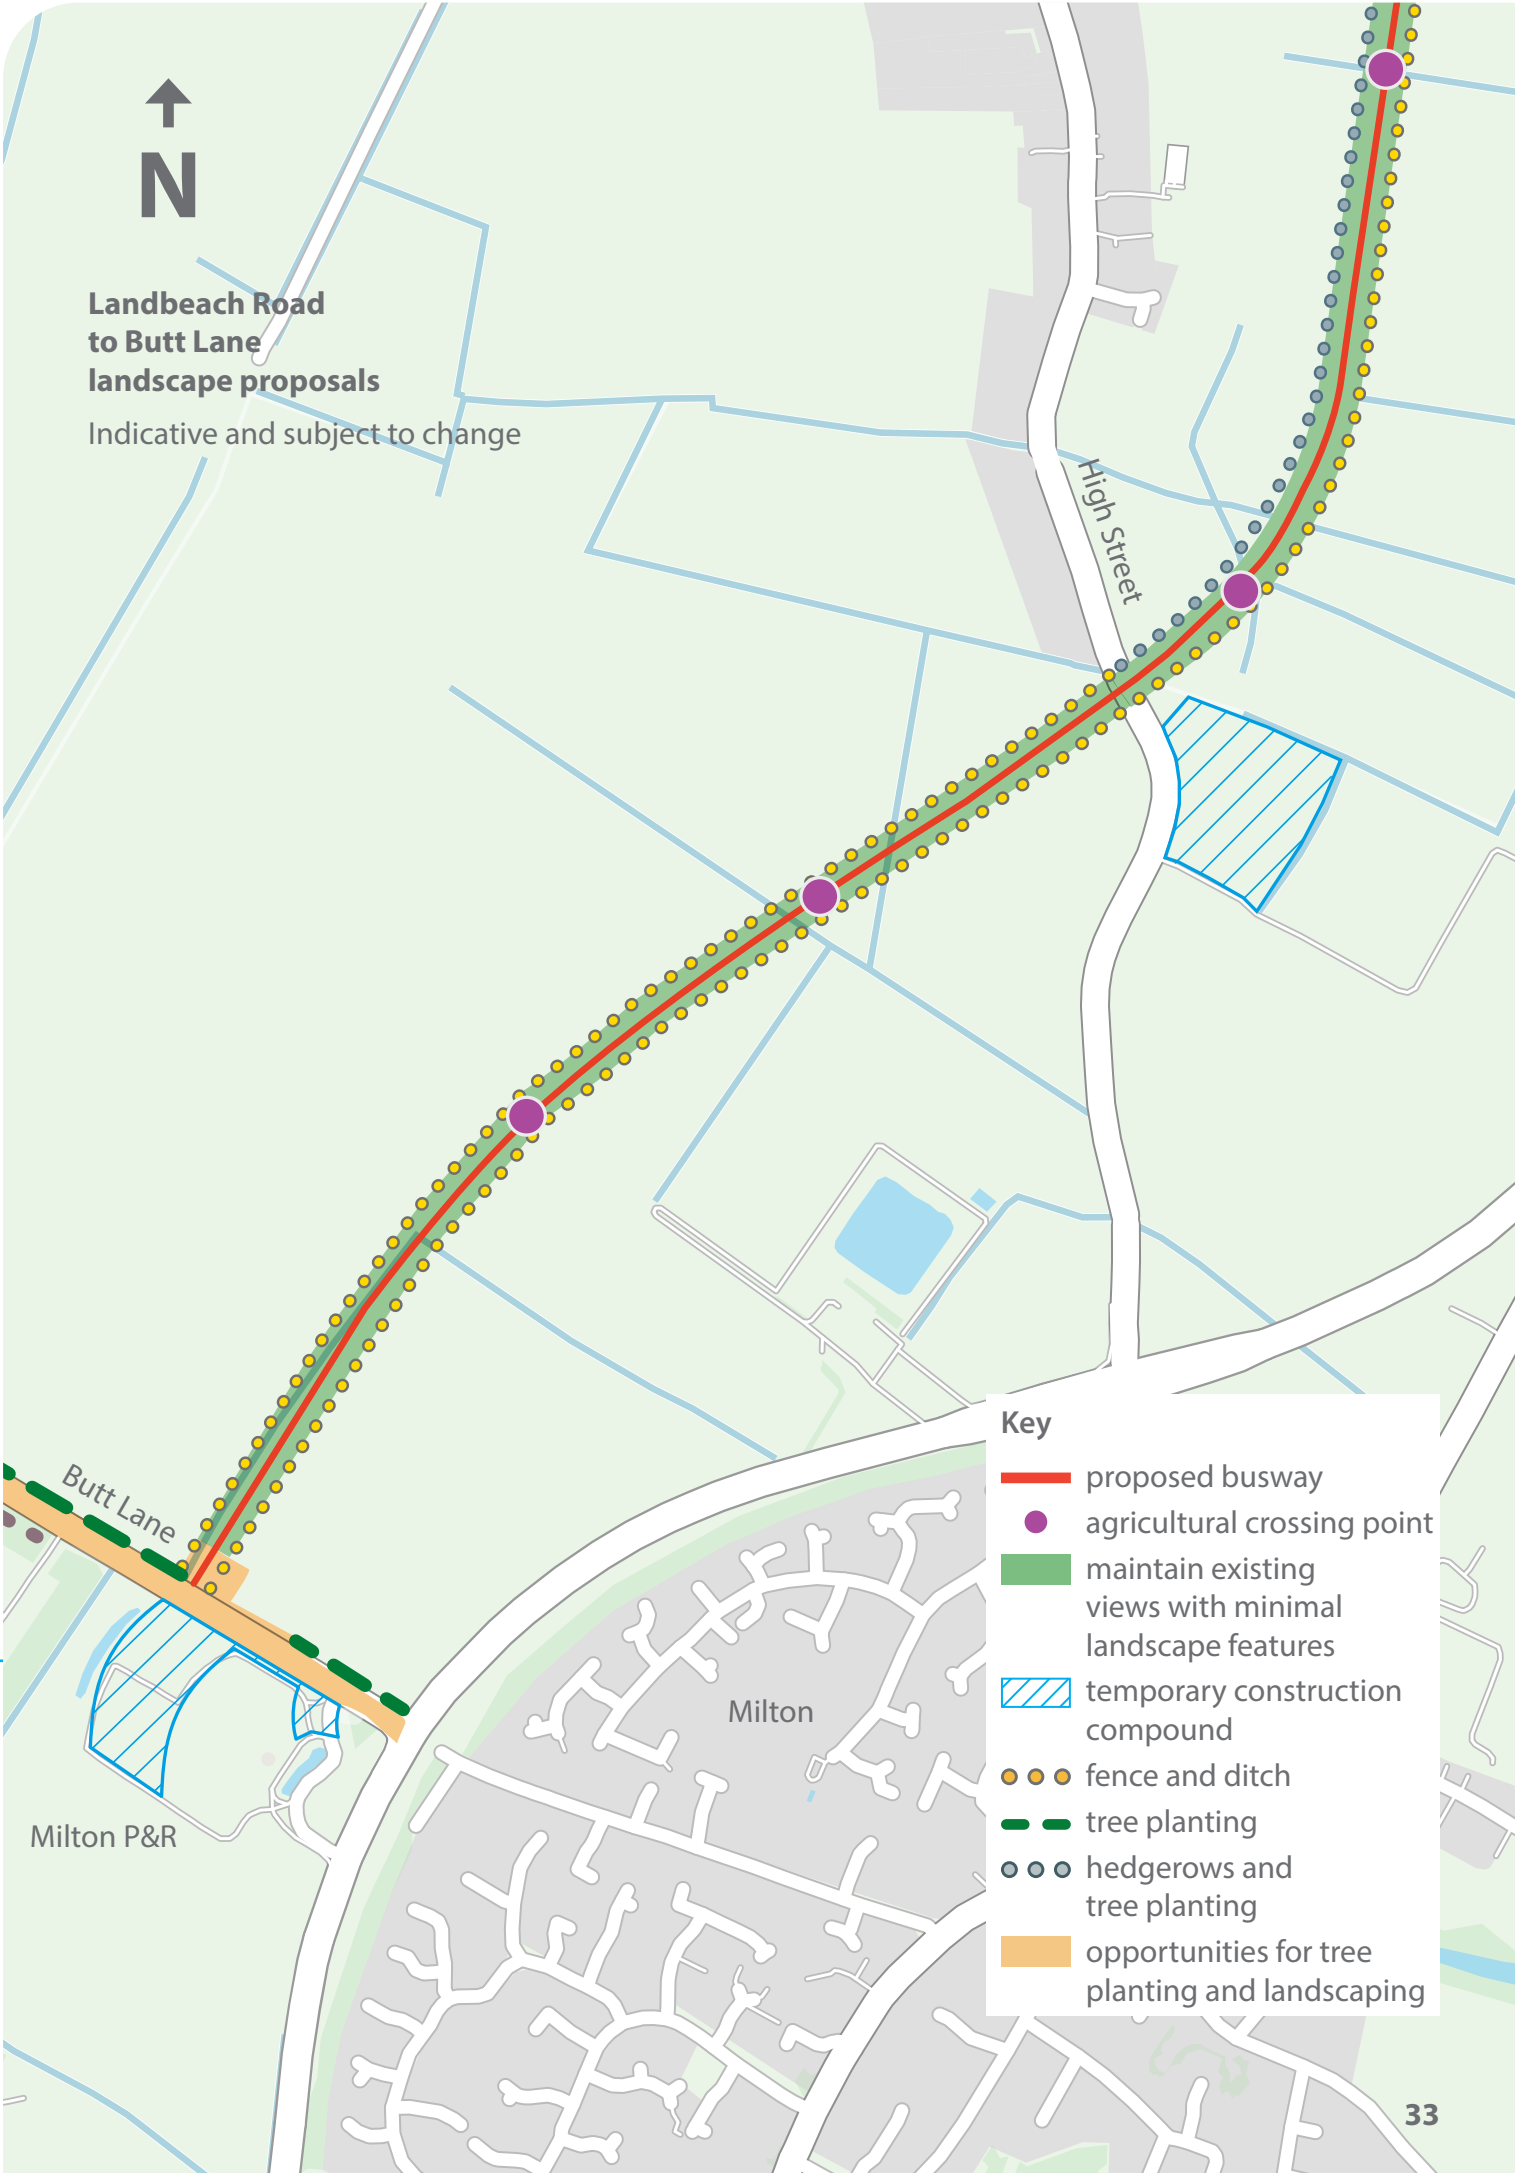 N
Landbeach Road
to Butt Lane
landscape proposals
Indicative and subject to change
High Street
Butt Lane
Milton
Milton P&R
Key
proposed busway
agricultural crossing point
maintain existing
views with minimal
landscape features
temporary construction
compound
fence and ditch
tree planting
hedgerows and
tree planting
opportunities for tree
planting and landscaping
33